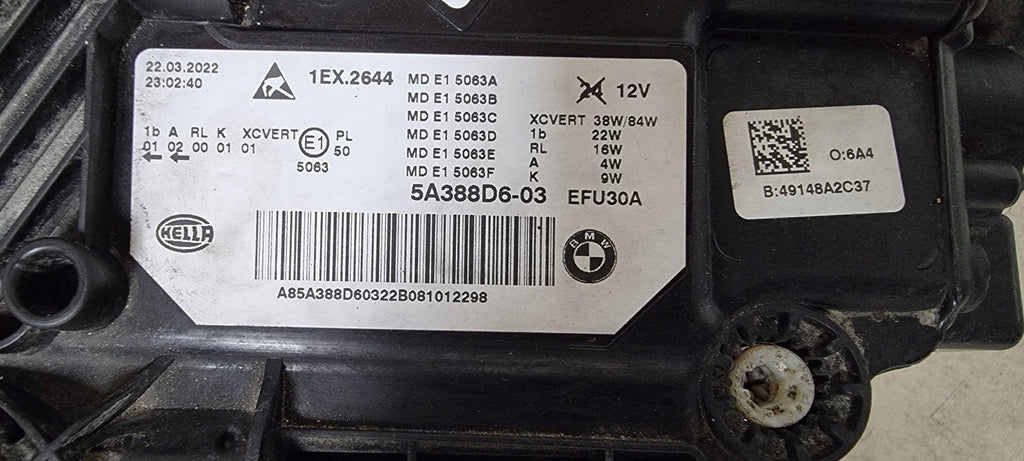 22.03.2022
23:02:40
1EX.2644
MD E1 5063A
MD E1 5063B
MD E1 5063C
MD E1 5063D
MD E1 5063E
MD E1 5063F
24 12V
XCVERT 38W/84W
1b 22W
RL 16W
A 4W
K 9W
1b A RL K XCVERT
01 02 00 01 01
E1
5063
PL
50
5A388D6-03 EFU30A
HELLA
BMW
A85A388D60322B081012298
O:6A4
B:49148A2C37